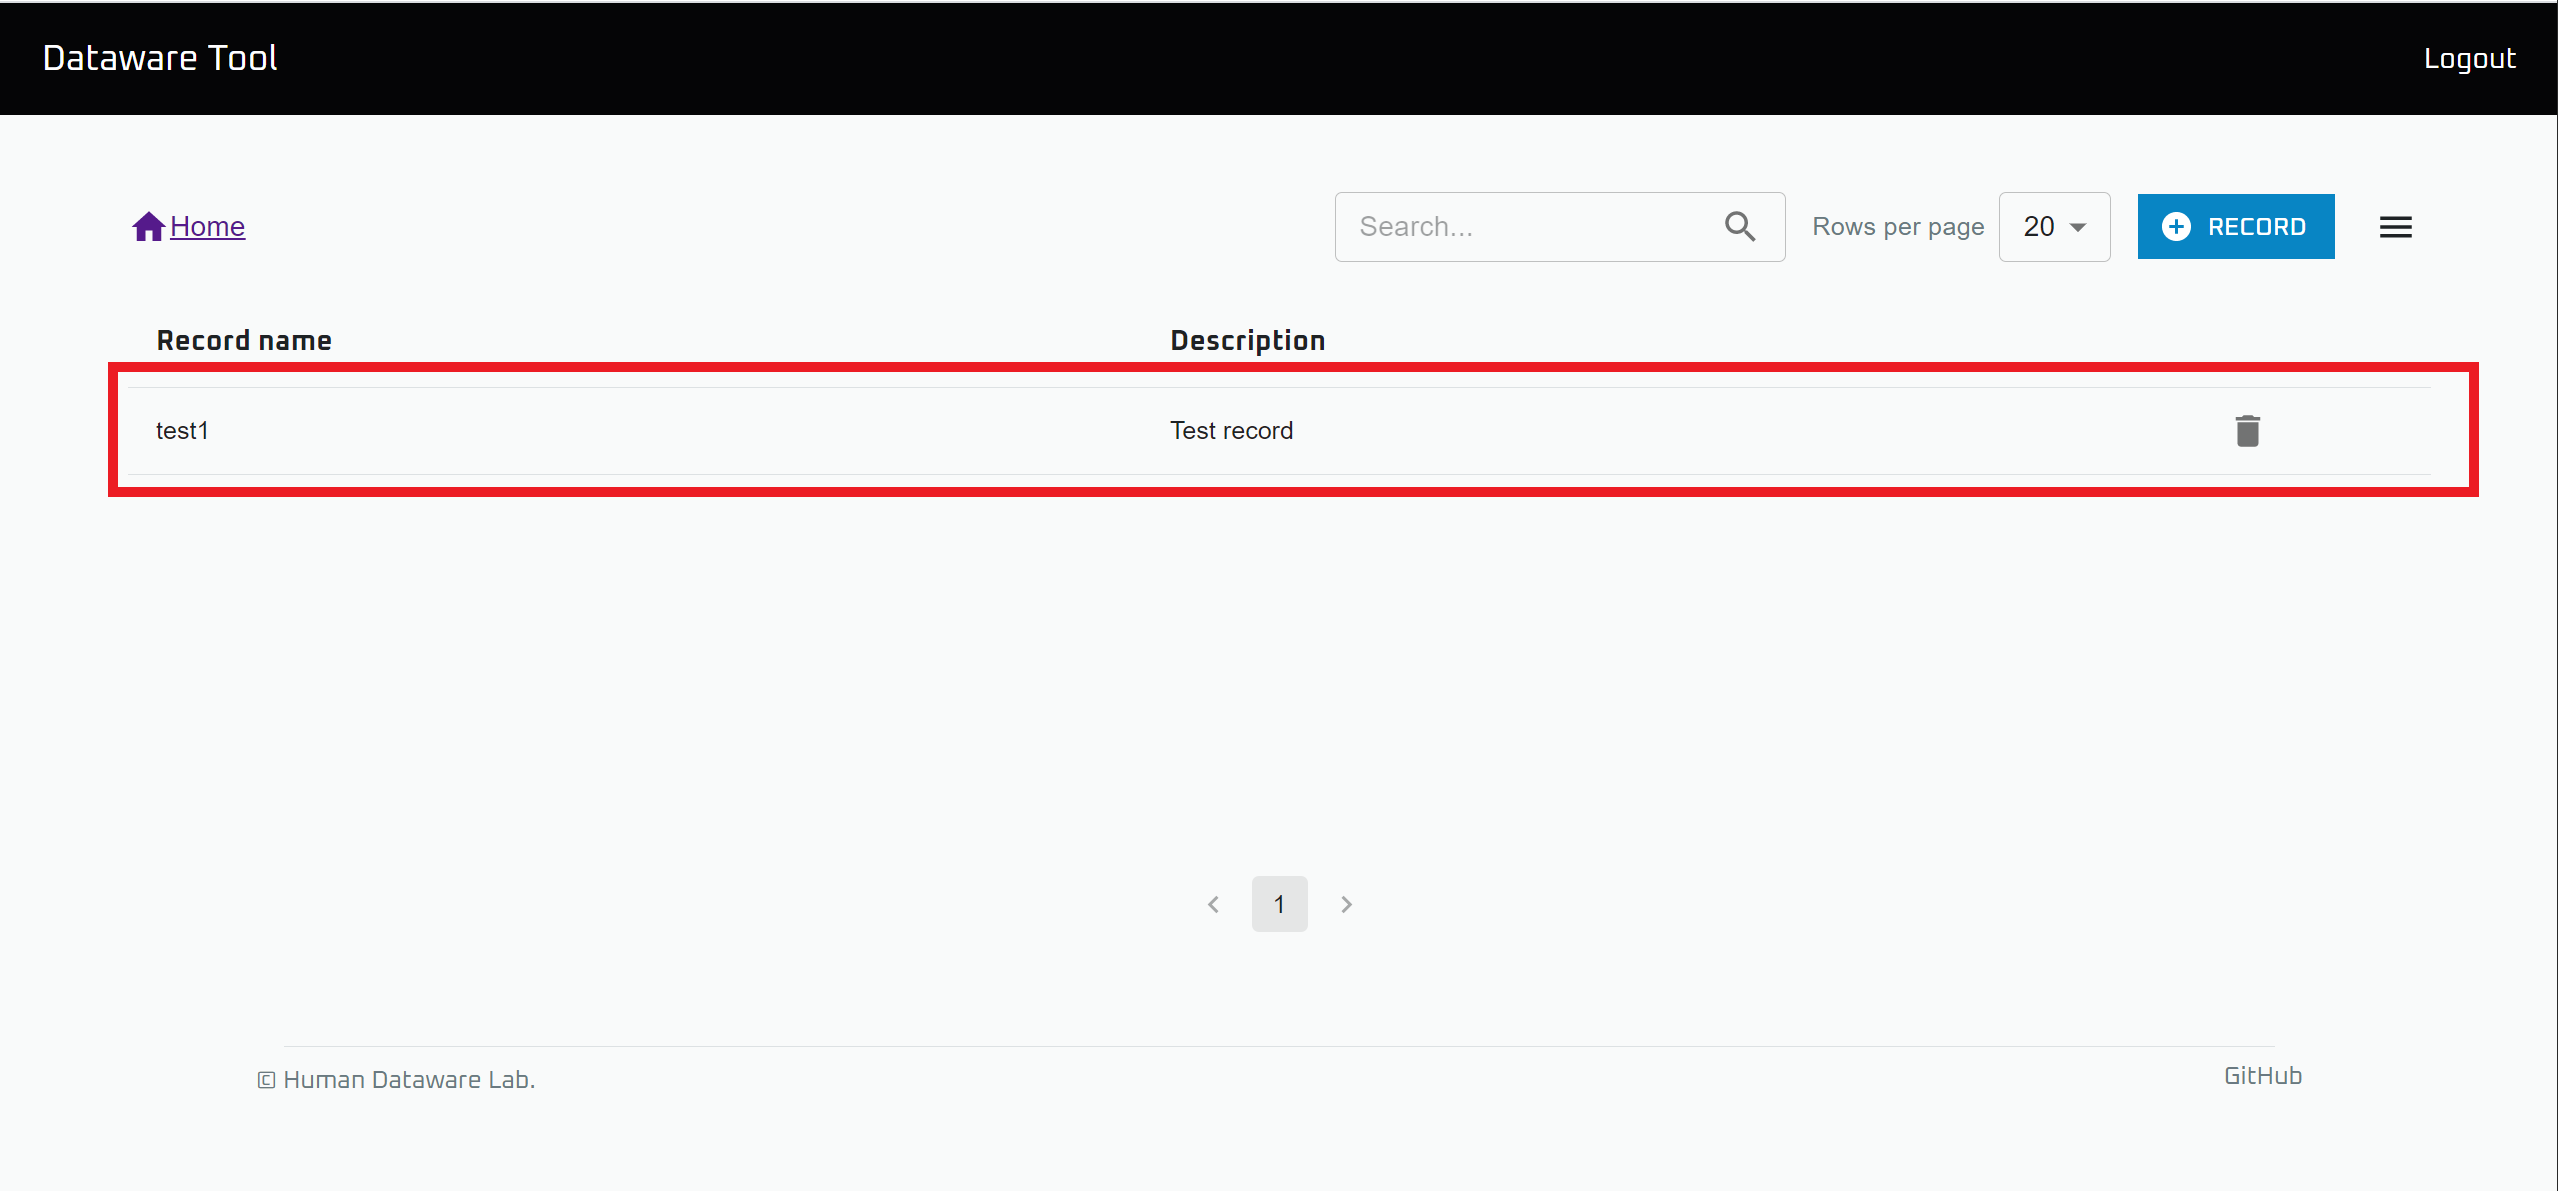 Dataware Tool
Logout
Home
Search...
Rows per page
20
RECORD
Record name
Description
test1
Test record
1
© Human Dataware Lab.
GitHub